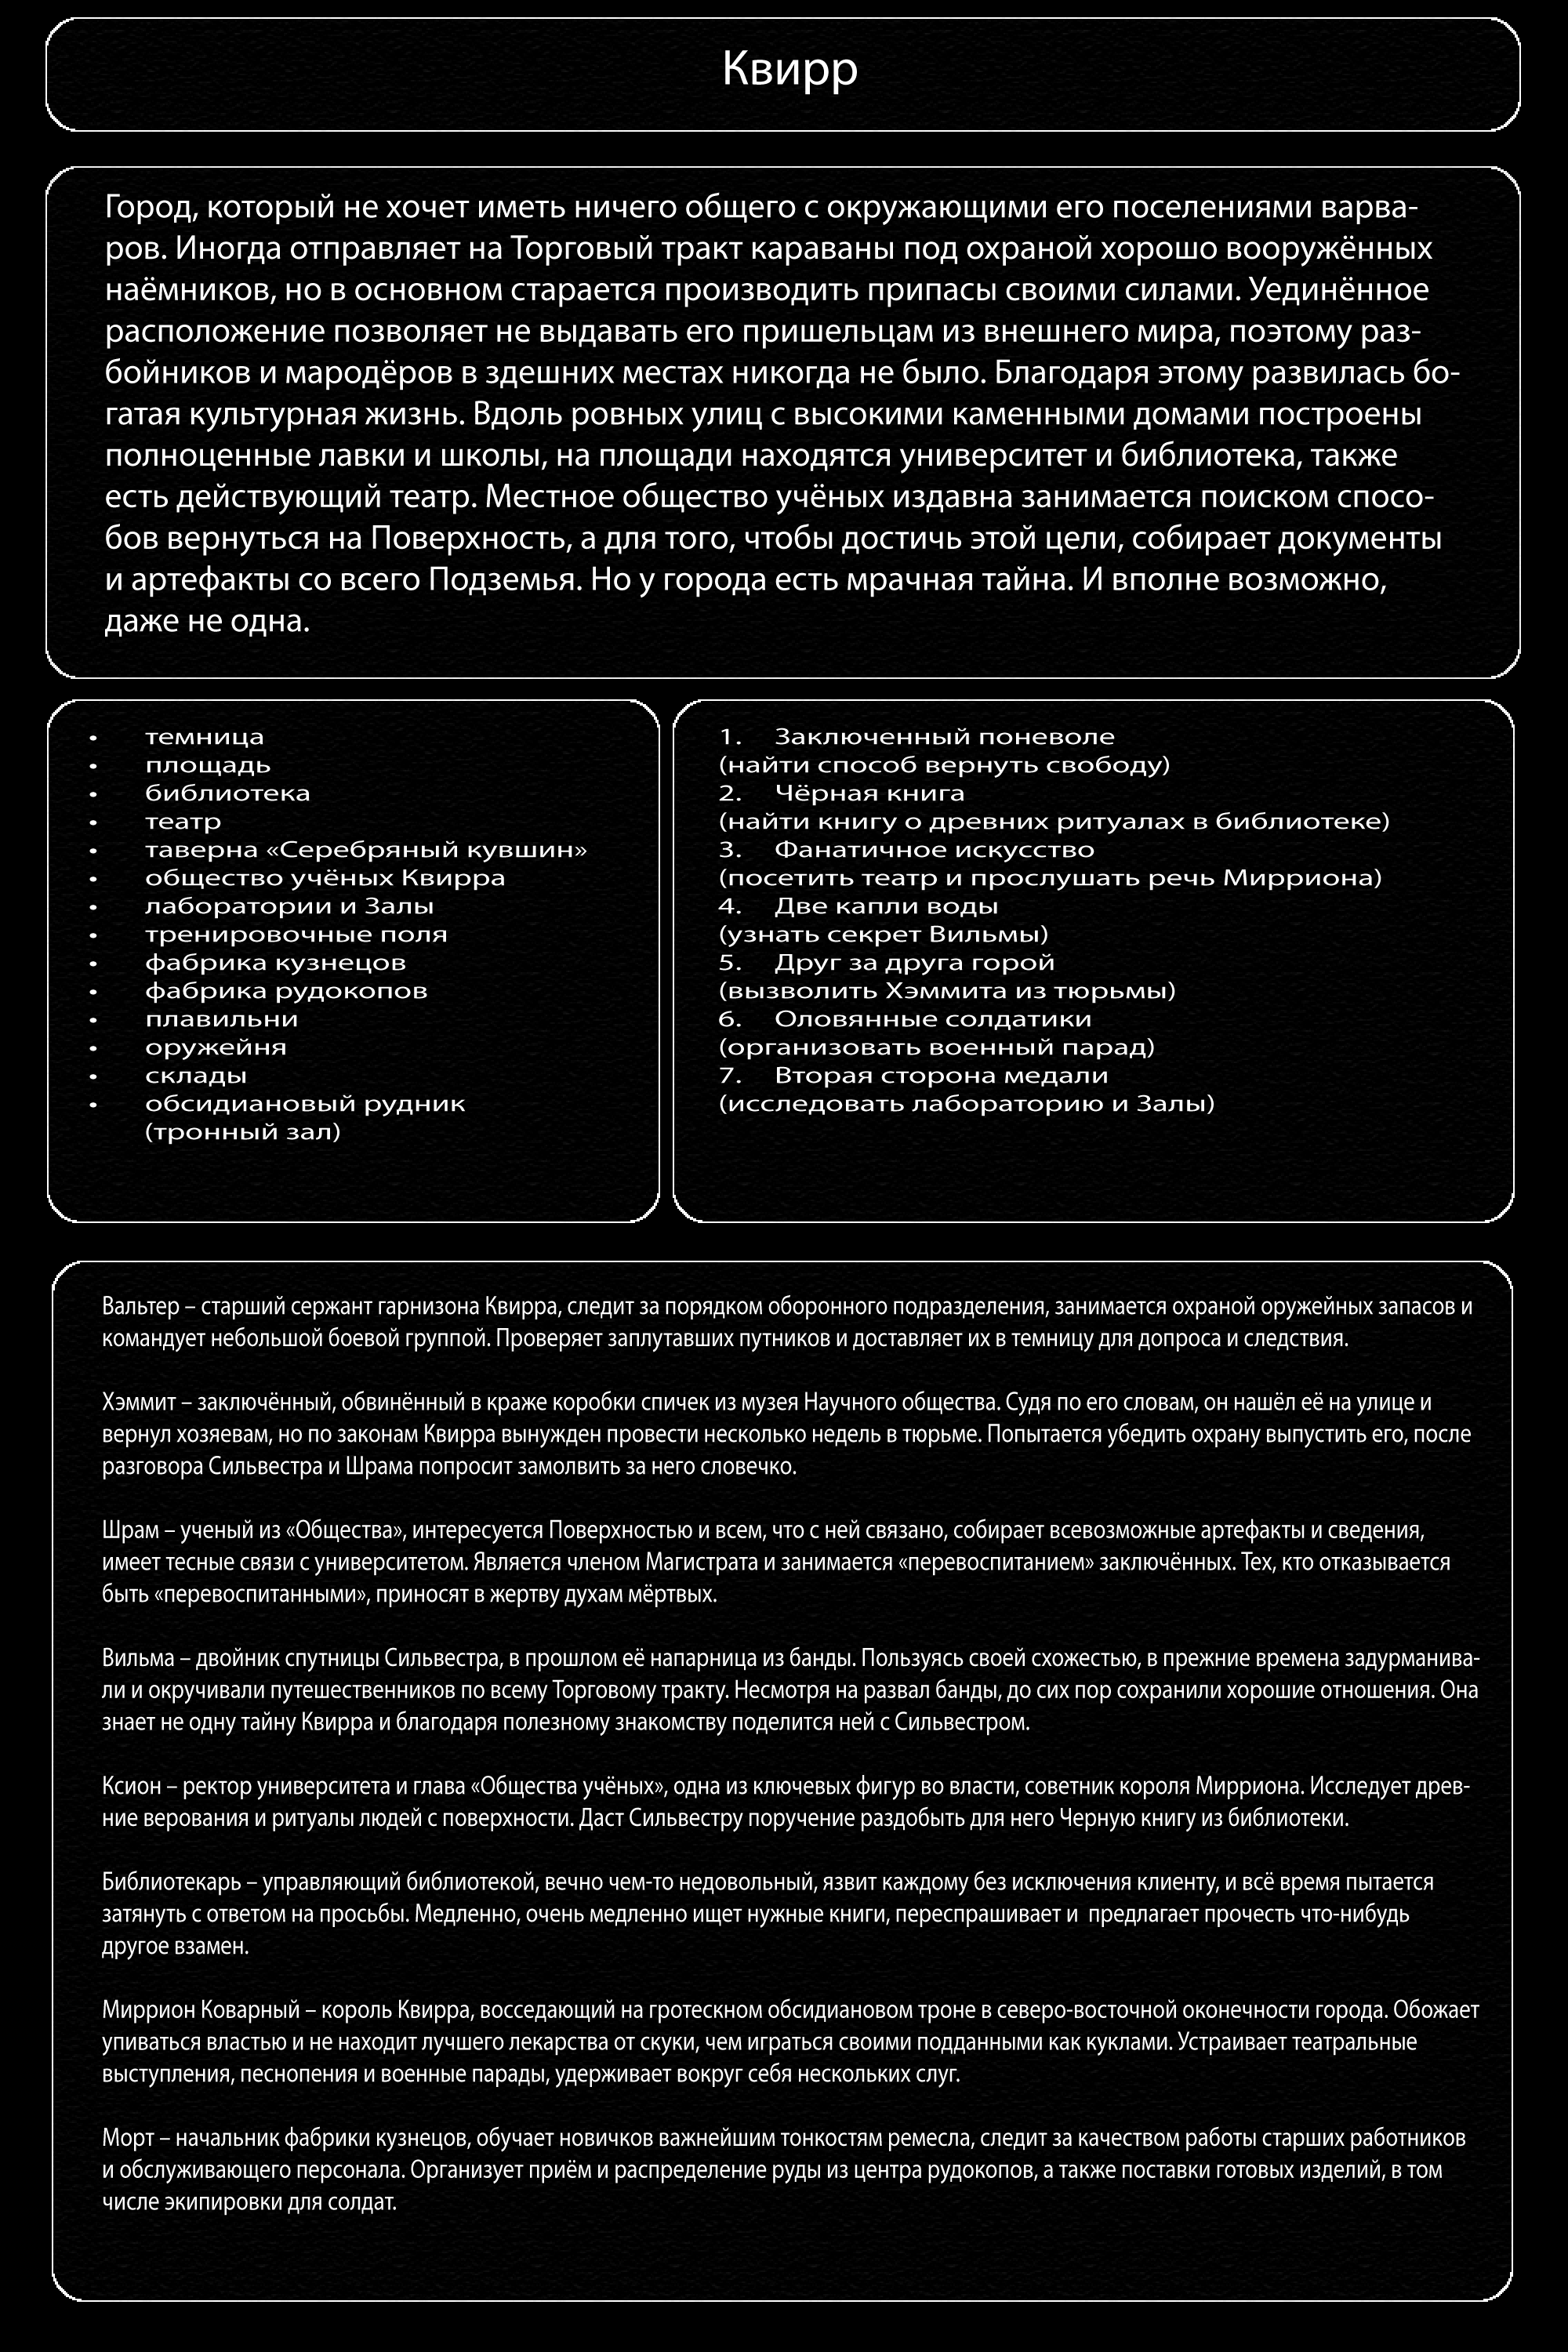 Квирр
Город, который не хочет иметь ничего общего с окружающими его поселениями варва-
ров. Иногда отправляет на Торговый тракт караваны под охраной хорошо вооружённых
наёмников, но в основном старается производить припасы своими силами. Уединённое
расположение позволяет не выдавать его пришельцам из внешнего мира, поэтому раз-
бойников и мародёров в здешних местах никогда не было. Благодаря этому развилась бо-
гатая культурная жизнь. Вдоль ровных улиц с высокими каменными домами построены
полноценные лавки и школы, на площади находятся университет и библиотека, также
есть действующий театр. Местное общество учёных издавна занимается поиском спосо-
бов вернуться на Поверхность, а для того, чтобы достичь этой цели, собирает документы
и артефакты со всего Подземья. Но у города есть мрачная тайна. И вполне возможно,
даже не одна.
• темница
• площадь
• библиотека
• театр
• таверна «Серебряный кувшин»
• общество учёных Квирра
• лаборатории и Залы
• тренировочные поля
• фабрика кузнецов
• фабрика рудокопов
• плавильни
• оружейня
• склады
• обсидиановый рудник
(тронный зал)
1. Заключенный поневоле
(найти способ вернуть свободу)
2. Чёрная книга
(найти книгу о древних ритуалах в библиотеке)
3. Фанатичное искусство
(посетить театр и прослушать речь Мирриона)
4. Две капли воды
(узнать секрет Вильмы)
5. Друг за друга горой
(вызволить Хэммита из тюрьмы)
6. Оловянные солдатики
(организовать военный парад)
7. Вторая сторона медали
(исследовать лабораторию и Залы)
Вальтер – старший сержант гарнизона Квирра, следит за порядком оборонного подразделения, занимается охраной оружейных запасов и
командует небольшой боевой группой. Проверяет заплутавших путников и доставляет их в темницу для допроса и следствия.
Хэммит – заключённый, обвинённый в краже коробки спичек из музея Научного общества. Судя по его словам, он нашёл её на улице и
вернул хозяевам, но по законам Квирра вынужден провести несколько недель в тюрьме. Попытается убедить охрану выпустить его, после
разговора Сильвестра и Шрама попросит замолвить за него словечко.
Шрам – ученый из «Общества», интересуется Поверхностью и всем, что с ней связано, собирает всевозможные артефакты и сведения,
имеет тесные связи с университетом. Является членом Магистрата и занимается «перевоспитанием» заключённых. Тех, кто отказывается
быть «перевоспитанными», приносят в жертву духам мёртвых.
Вильма – двойник спутницы Сильвестра, в прошлом её напарница из банды. Пользуясь своей схожестью, в прежние времена задурманива-
ли и окручивали путешественников по всему Торговому тракту. Несмотря на развал банды, до сих пор сохранили хорошие отношения. Она
знает не одну тайну Квирра и благодаря полезному знакомству поделится ней с Сильвестром.
Ксион – ректор университета и глава «Общества учёных», одна из ключевых фигур во власти, советник короля Мирриона. Исследует древ-
ние верования и ритуалы людей с поверхности. Даст Сильвестру поручение раздобыть для него Черную книгу из библиотеки.
Библиотекарь – управляющий библиотекой, вечно чем-то недовольный, язвит каждому без исключения клиенту, и всё время пытается
затянуть с ответом на просьбы. Медленно, очень медленно ищет нужные книги, переспрашивает и  предлагает прочесть что-нибудь
другое взамен.
Миррион Коварный – король Квирра, восседающий на гротескном обсидиановом троне в северо-восточной оконечности города. Обожает
упиваться властью и не находит лучшего лекарства от скуки, чем играться своими подданными как куклами. Устраивает театральные
выступления, песнопения и военные парады, удерживает вокруг себя нескольких слуг.
Морт – начальник фабрики кузнецов, обучает новичков важнейшим тонкостям ремесла, следит за качеством работы старших работников
и обслуживающего персонала. Организует приём и распределение руды из центра рудокопов, а также поставки готовых изделий, в том
числе экипировки для солдат.